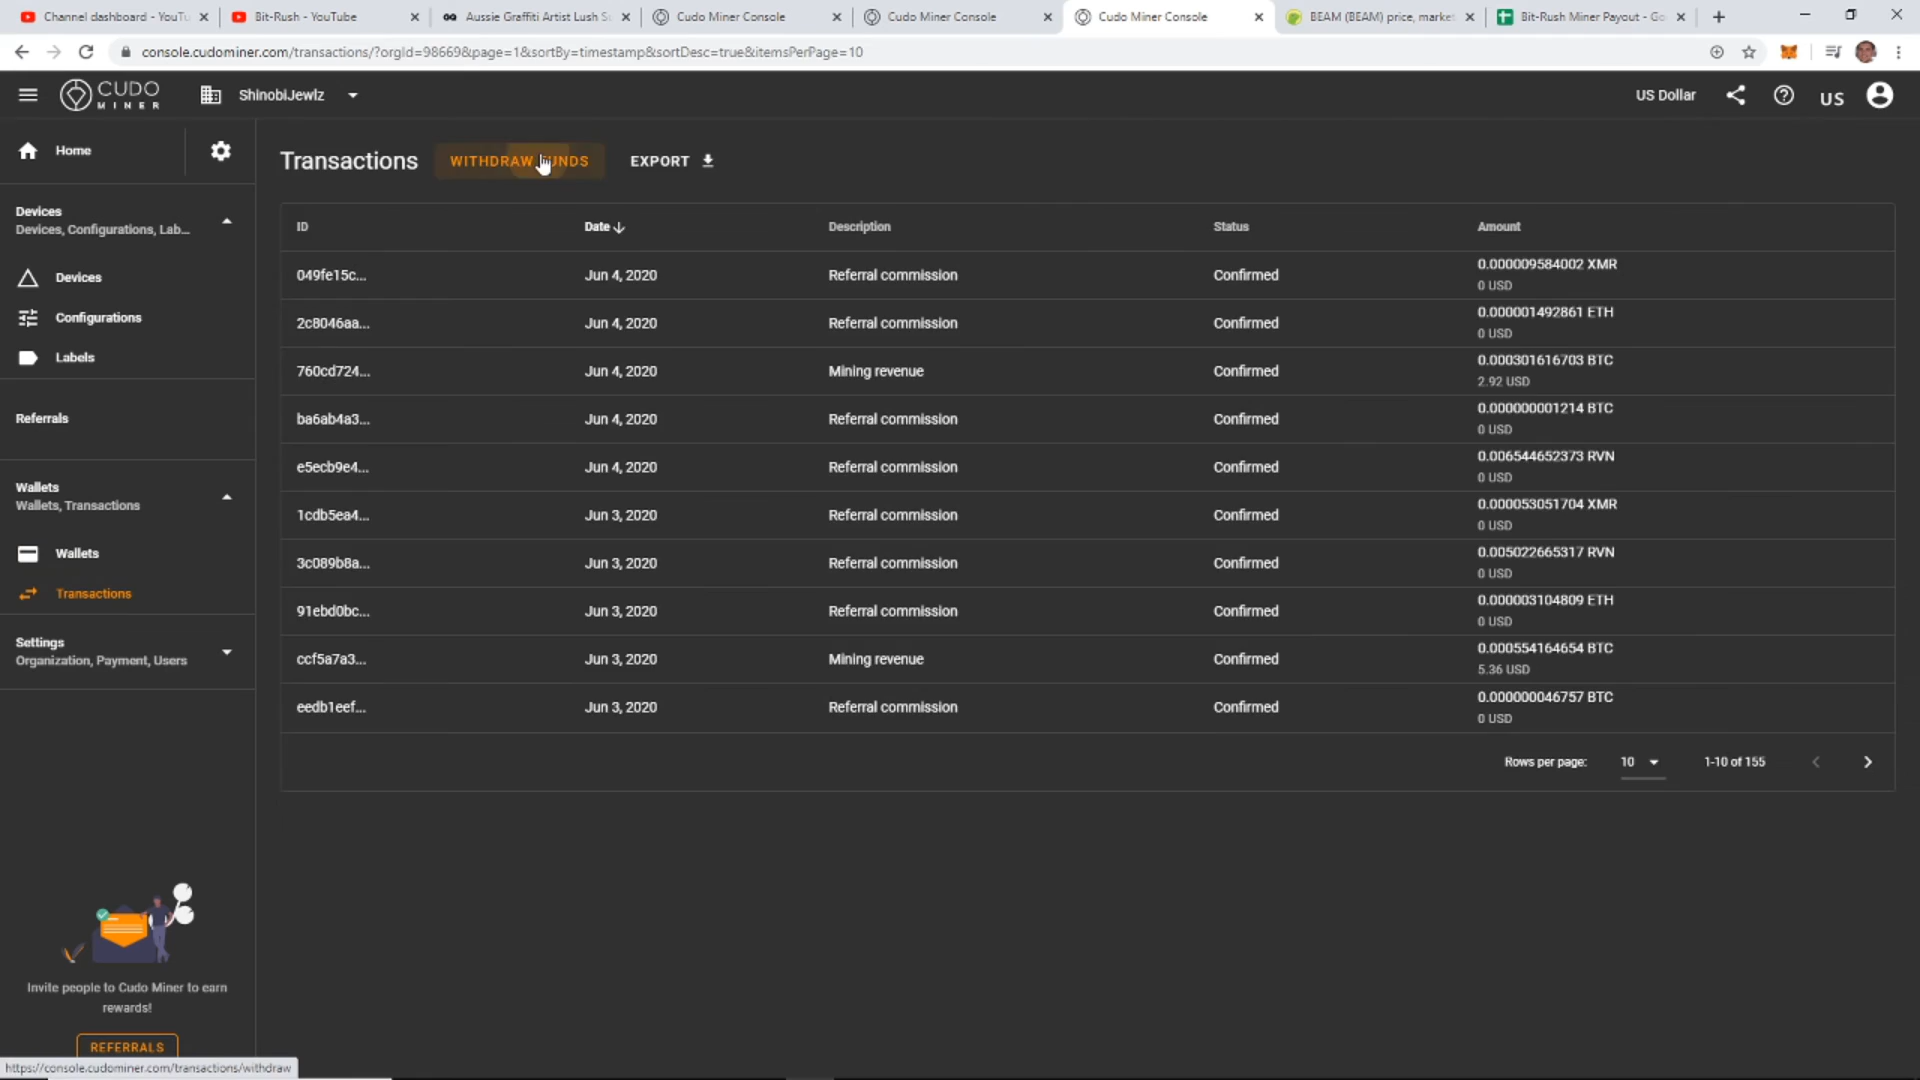 Channel dashboard - YouTu
Bit-Rush - YouTube
Aussie Graffiti Artist Lush Su
Cudo Miner Console
Cudo Miner Console
Cudo Miner Console
BEAM (BEAM) price, market
Bit-Rush Miner Payout - Go
console.cudominer.com/transactions/?orgId=98669&page=1&sortBy=timestamp&sortDesc=true&itemsPerPage=10
CUDO
MINER
ShinobiJewlz
US Dollar
US
Home
Transactions
WITHDRAW FUNDS
EXPORT
Devices
Devices, Configurations, Lab...
Devices
Configurations
Labels
Referrals
Wallets
Wallets, Transactions
Wallets
Transactions
Settings
Organization, Payment, Users
ID Date Description Status Amount
049fe15c... Jun 4, 2020 Referral commission Confirmed 0.000009584002 XMR
0 USD
2c8046aa... Jun 4, 2020 Referral commission Confirmed 0.000001492861 ETH
0 USD
760cd724... Jun 4, 2020 Mining revenue Confirmed 0.000301616703 BTC
2.92 USD
ba6ab4a3... Jun 4, 2020 Referral commission Confirmed 0.000000001214 BTC
0 USD
e5ecb9e4... Jun 4, 2020 Referral commission Confirmed 0.006544652373 RVN
0 USD
1cdb5ea4... Jun 3, 2020 Referral commission Confirmed 0.000053051704 XMR
0 USD
3c089b8a... Jun 3, 2020 Referral commission Confirmed 0.005022665317 RVN
0 USD
91ebd0bc... Jun 3, 2020 Referral commission Confirmed 0.000003104809 ETH
0 USD
ccf5a7a3... Jun 3, 2020 Mining revenue Confirmed 0.000554164654 BTC
5.36 USD
eedb1eef... Jun 3, 2020 Referral commission Confirmed 0.000000046757 BTC
0 USD
Rows per page: 10 1-10 of 155
Invite people to Cudo Miner to earn
rewards!
REFERRALS
https://console.cudominer.com/transactions/withdraw